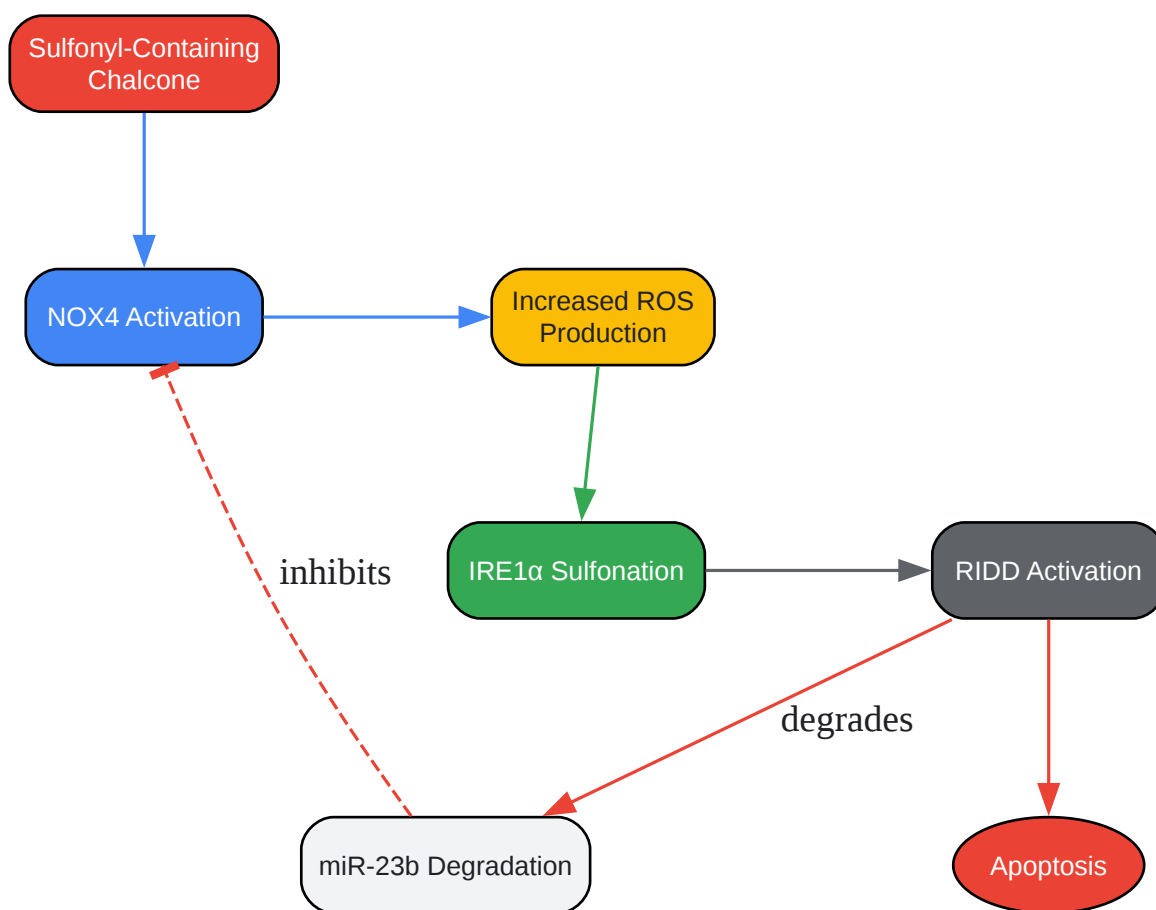 Sulfonyl-Containing
Chalcone
NOX4 Activation
Increased ROS
Production
inhibits
IRE1α Sulfonation
RIDD Activation
degrades
miR-23b Degradation
Apoptosis